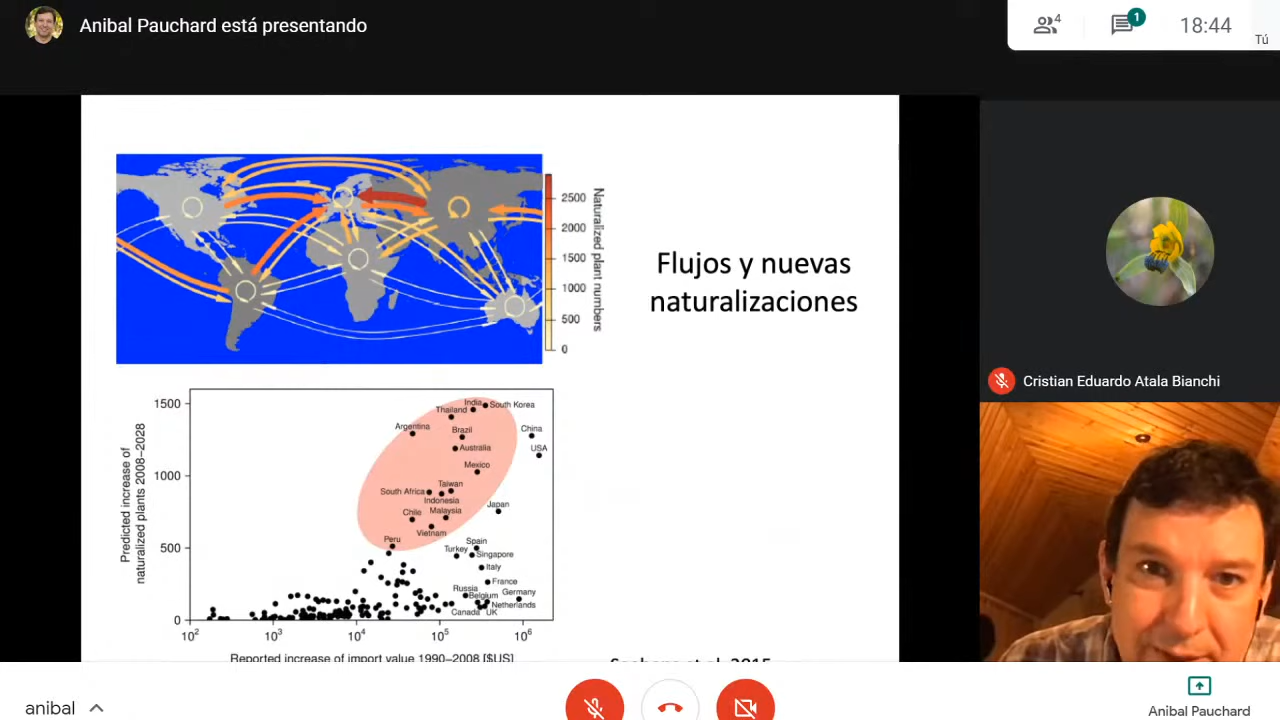 Anibal Pauchard está presentando
4
1
18:44
Tú
2500
2000
1500
1000
500
0
Naturalized plant numbers
Flujos y nuevas
naturalizaciones
Cristian Eduardo Atala Bianchi
Predicted increase of
naturalized plants 2008–2028
1500
1000
500
0
India
South Korea
Thailand
Argentina
Brazil
China
Australia
USA
Mexico
Taiwan
South Africa
Indonesia
Japan
Malaysia
Chile
Vietnam
Peru
Spain
Turkey
Singapore
Italy
France
Russia
Germany
Belgium
Netherlands
Canada
UK
10²
10³
10⁴
10⁵
10⁶
Reported increase of import value 1990–2008 [$US]
et al. 2015
anibal
Anibal Pauchard